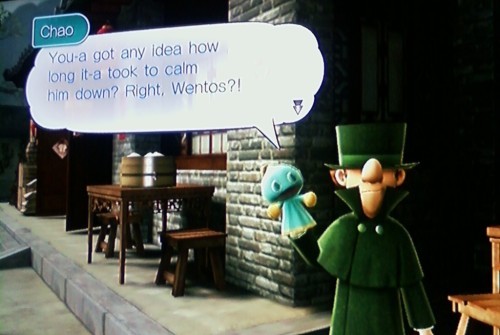 Chao
You-a got any idea how
long it-a took to calm
him down? Right, Wentos?!